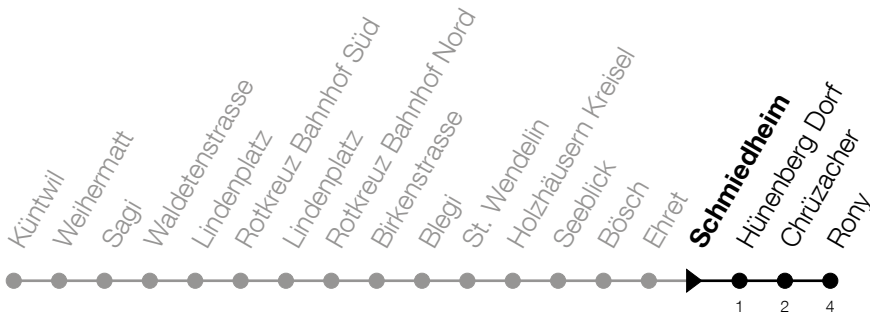 Küntwil
Weihermatt
Sagi
Waldetenstrasse
Lindenplatz
Rotkreuz Bahnhof Süd
Lindenplatz
Rotkreuz Bahnhof Nord
Birkenstrasse
Blegi
St. Wendelin
Holzhäusern Kreisel
Seeblick
Bösch
Ehret
Schmiedheim
Hünenberg Dorf
Chrüzacher
Rony
1 2 4